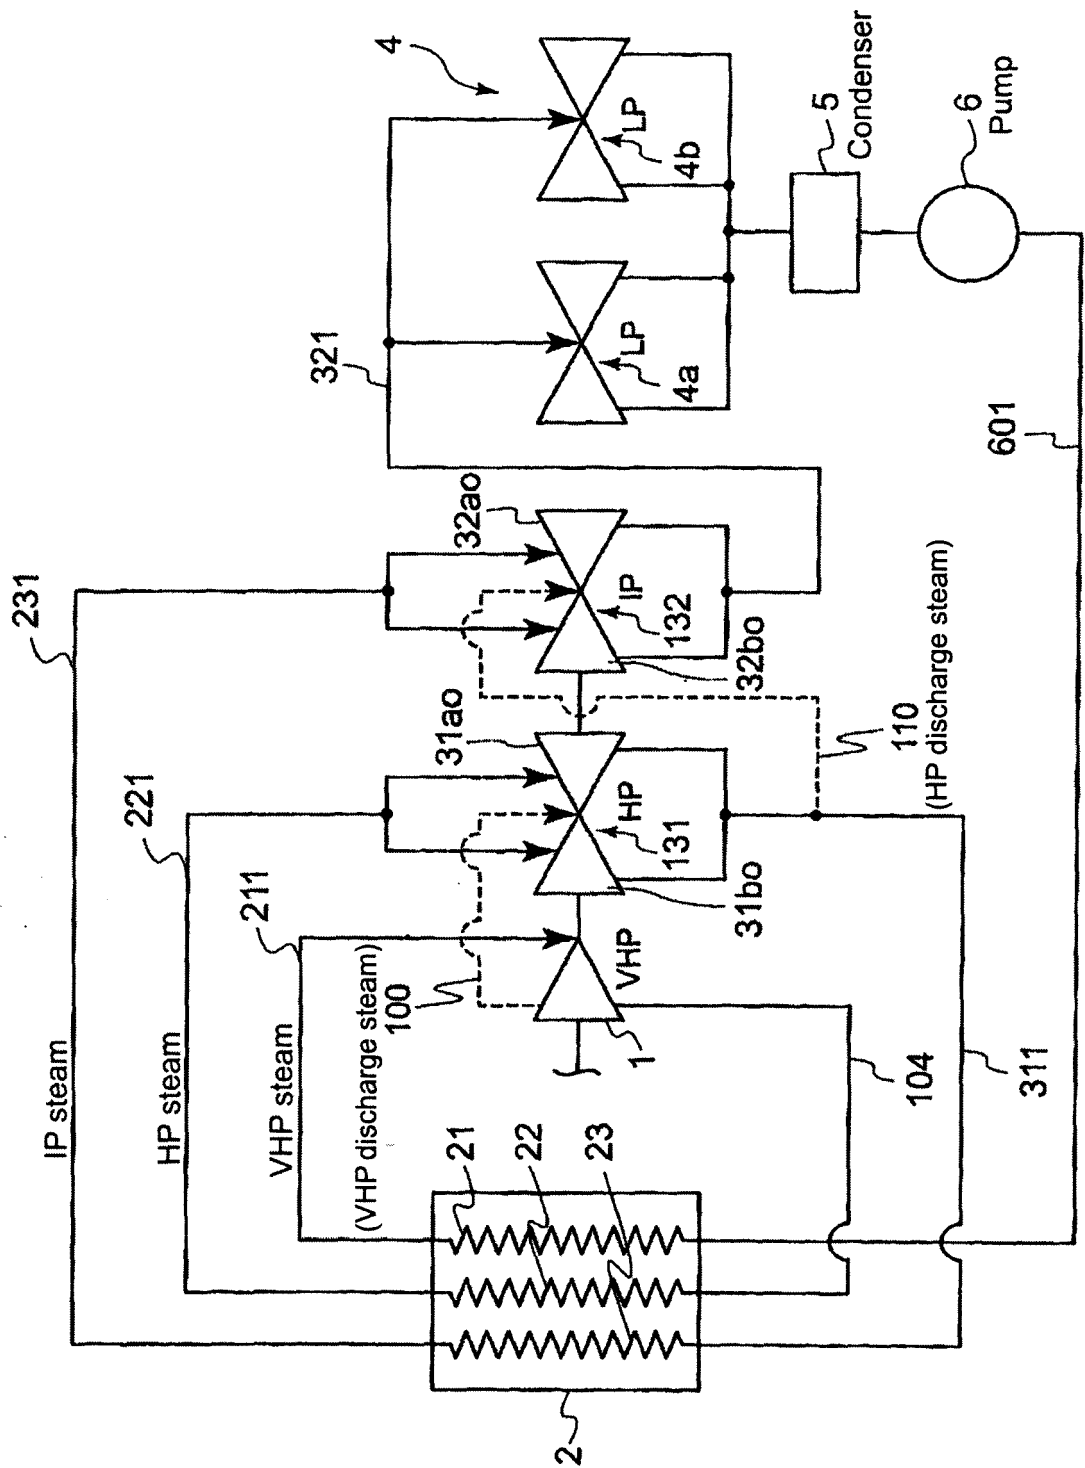 IP steam
231
HP steam
221
VHP steam
211
(VHP discharge steam)
100
321
4
21
22
23
2
1
VHP
31ao
HP
131
31bo
32ao
IP
132
32bo
LP
4a
LP
4b
5
Condenser
6
Pump
104
311
110
(HP discharge steam)
601